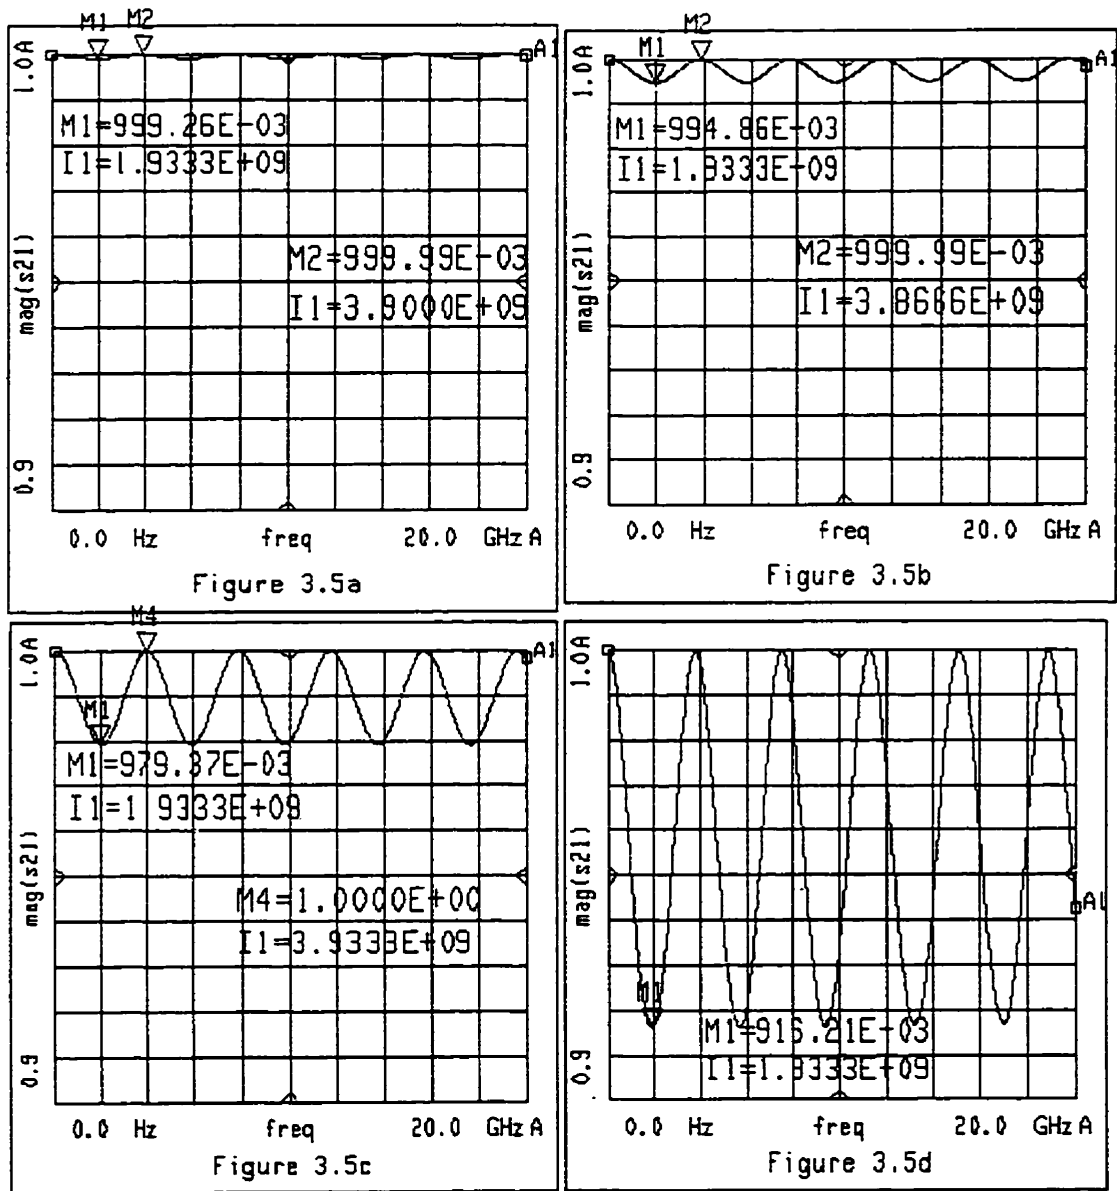 M1 M2
1.0A
A1
M1=999.26E-03
I1=1.9333E+09
M2=999.99E-03
I1=3.9000E+09
mag(s21)
0.9
0.0 Hz freq 20.0 GHz A
Figure 3.5a
M2
M1
1.0A
A1
M1=994.86E-03
I1=1.9333E+09
M2=999.99E-03
I1=3.8666E+09
mag(s21)
0.9
0.0 Hz freq 20.0 GHz A
Figure 3.5b
M4
1.0A
A1
M1
M1=979.37E-03
I1=1 9333E+09
M4=1.0000E+00
I1=3.9333E+09
mag(s21)
0.9
0.0 Hz freq 20.0 GHz A
Figure 3.5c
1.0A
A1
mag(s21)
M1
M1=916.21E-03
I1=1.9333E+09
0.9
0.0 Hz freq 20.0 GHz A
Figure 3.5d